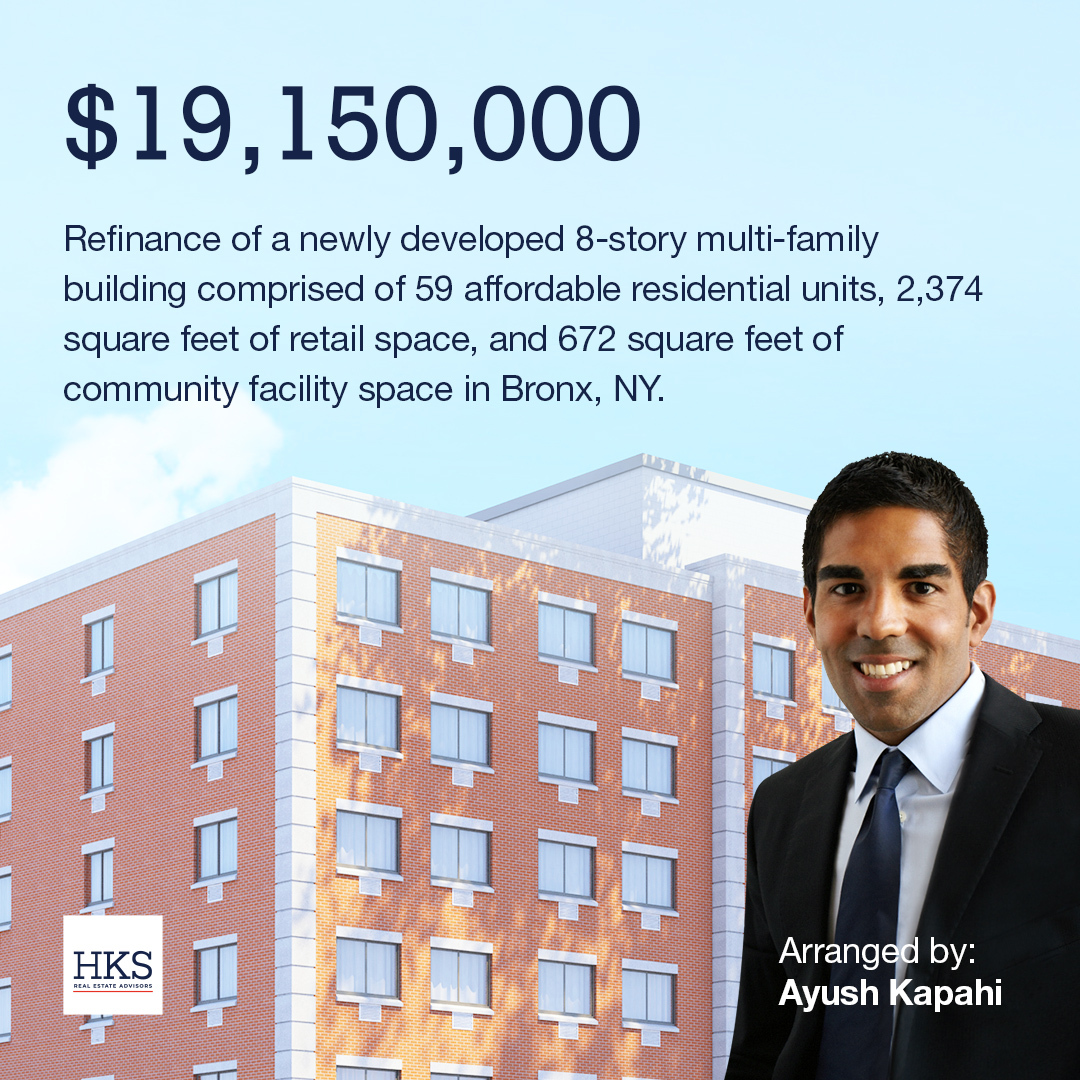 $19,150,000
Refinance of a newly developed 8-story multi-family
building comprised of 59 affordable residential units, 2,374
square feet of retail space, and 672 square feet of
community facility space in Bronx, NY.
HKS
REAL ESTATE ADVISORS
Arranged by:
Ayush Kapahi